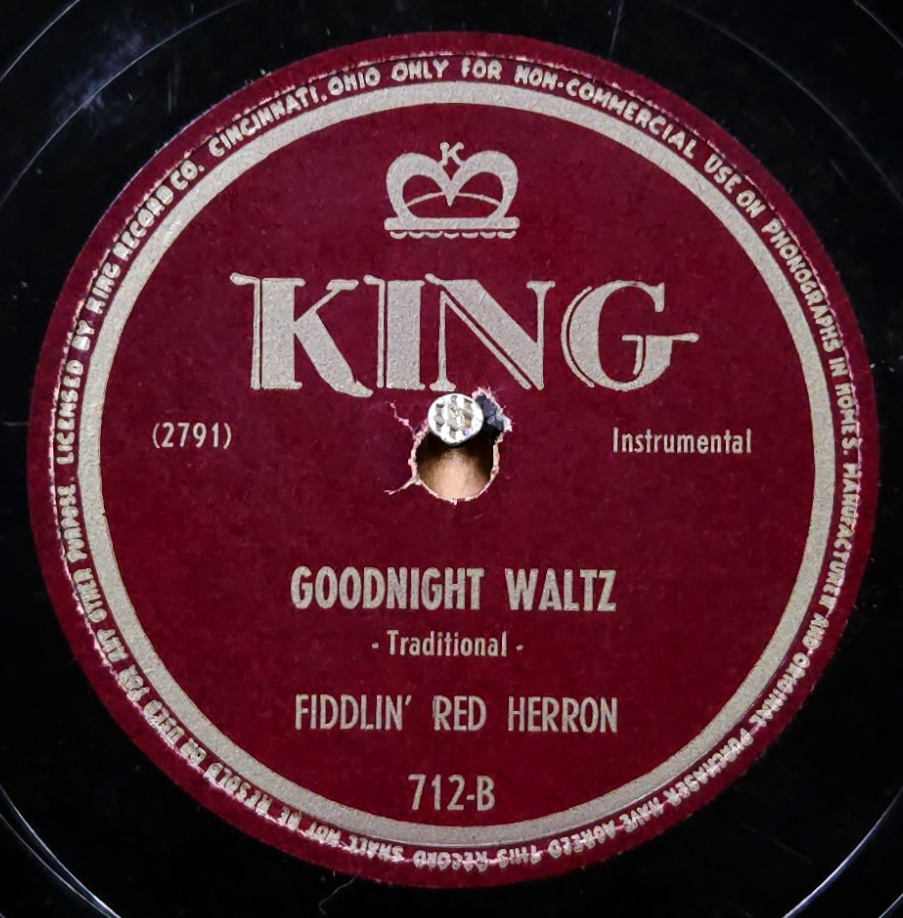 LICENSED BY KING RECORD CO. CINCINNATI, OHIO ONLY FOR NON-COMMERCIAL USE ON PHONOGRAPHS IN HOMES. MANUFACTURER AND ORIGINAL PURCHASER HAVE AGREED THIS RECORD SHALL NOT BE RESOLD OR USED FOR ANY OTHER PURPOSE.
K
KING
(2791)
Instrumental
GOODNIGHT WALTZ
- Traditional -
FIDDLIN' RED HERRON
712-B